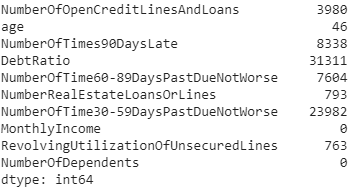 NumberOfOpenCreditLinesAndLoans 3980
age 46
NumberOfTimes90DaysLate 8338
DebtRatio 31311
NumberOfTime60-89DaysPastDueNotWorse 7604
NumberRealEstateLoansOrLines 793
NumberOfTime30-59DaysPastDueNotWorse 23982
MonthlyIncome 0
RevolvingUtilizationOfUnsecuredLines 763
NumberOfDependents 0
dtype: int64